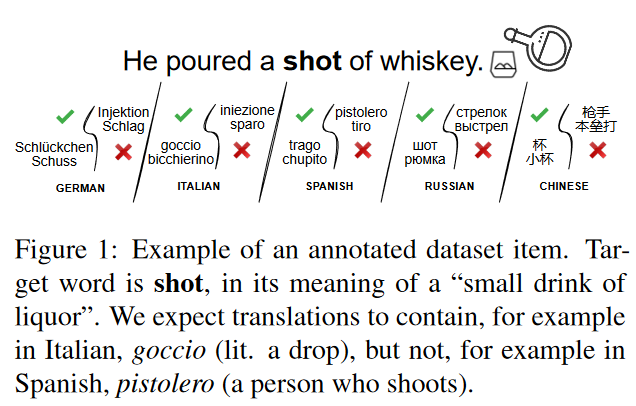 He poured a shot of whiskey.
Injektion
Schlag
Schlückchen
Schuss
GERMAN
iniezione
sparo
goccio
bicchierino
ITALIAN
pistolero
tiro
trago
chupito
SPANISH
стрелок
выстрел
шот
рюмка
RUSSIAN
枪手
本垒打
杯
小杯
CHINESE
Figure 1: Example of an annotated dataset item. Tar-
get word is shot, in its meaning of a “small drink of
liquor”. We expect translations to contain, for example
in Italian, goccio (lit. a drop), but not, for example in
Spanish, pistolero (a person who shoots).